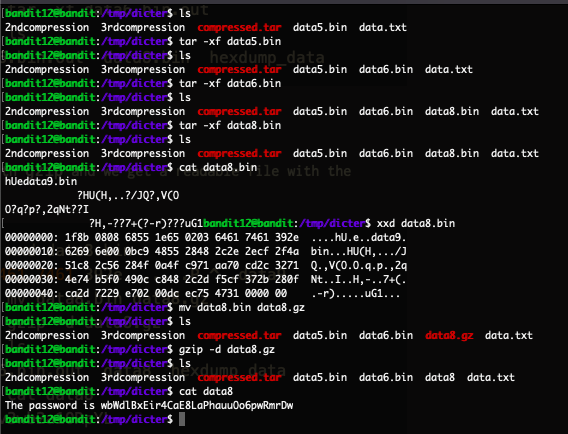 [bandit12@bandit:/tmp/dicter$ ls
2ndcompression 3rdcompression compressed.tar data5.bin data.txt
[bandit12@bandit:/tmp/dicter$ tar -xf data5.bin
[bandit12@bandit:/tmp/dicter$ ls
2ndcompression 3rdcompression compressed.tar data5.bin data6.bin data.txt
[bandit12@bandit:/tmp/dicter$ tar -xf data6.bin
[bandit12@bandit:/tmp/dicter$ ls
2ndcompression 3rdcompression compressed.tar data5.bin data6.bin data8.bin data.txt
[bandit12@bandit:/tmp/dicter$ tar -xf data8.bin
[bandit12@bandit:/tmp/dicter$ ls
2ndcompression 3rdcompression compressed.tar data5.bin data6.bin data8.bin data.txt
[bandit12@bandit:/tmp/dicter$ cat data8.bin
hUedata9.bin
?HU(H,..?/JQ?,V(O
O?q?p?,2qNt??I
[ ?H,-??7+(?-r)???uG1bandit12@bandit:/tmp/dicter$ xxd data8.bin
00000000: 1f8b 0808 6855 1e65 0203 6461 7461 392e ....hU.e..data9.
00000010: 6269 6e00 0bc9 4855 2848 2c2e 2ecf 2f4a bin...HU(H,.../J
00000020: 51c8 2c56 284f 0a4f c971 ca70 cd2c 3271 Q.,V(O.O.q.p.,2q
00000030: 4e74 b5f0 490c c848 2c2d f5cf 372b 280f Nt..I..H,-..7+(.
00000040: ca2d 7229 e702 00dc ec75 4731 0000 00 .-r).....uG1...
[bandit12@bandit:/tmp/dicter$ mv data8.bin data8.gz
[bandit12@bandit:/tmp/dicter$ ls
2ndcompression 3rdcompression compressed.tar data5.bin data6.bin data8.gz data.txt
[bandit12@bandit:/tmp/dicter$ gzip -d data8.gz
[bandit12@bandit:/tmp/dicter$ ls
2ndcompression 3rdcompression compressed.tar data5.bin data6.bin data8 data.txt
[bandit12@bandit:/tmp/dicter$ cat data8
The password is wbWdlBxEir4CaE8LaPhauuOo6pwRmrDw
bandit12@bandit:/tmp/dicter$